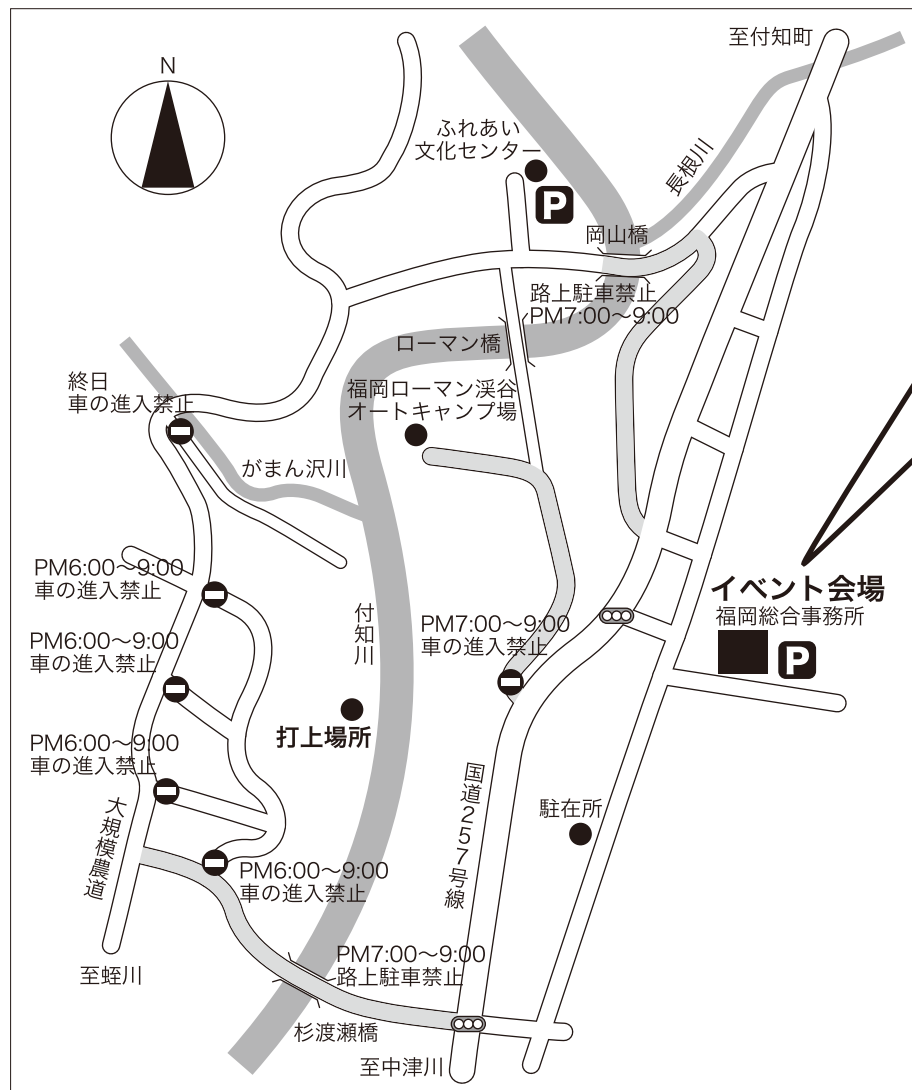 至付知町
N
ふれあい
文化センター
P
長根川
岡山橋
路上駐車禁止
PM7:00〜9:00
ローマン橋
終日
車の進入禁止
福岡ローマン渓谷
オートキャンプ場
がまん沢川
PM6:00〜9:00
車の進入禁止
付知川
PM7:00〜9:00
車の進入禁止
イベント会場
福岡総合事務所
P
PM6:00〜9:00
車の進入禁止
打上場所
PM6:00〜9:00
車の進入禁止
国道257号線
駐在所
大規模農道
PM6:00〜9:00
車の進入禁止
至蛭川
PM7:00〜9:00
路上駐車禁止
杉渡瀬橋
至中津川